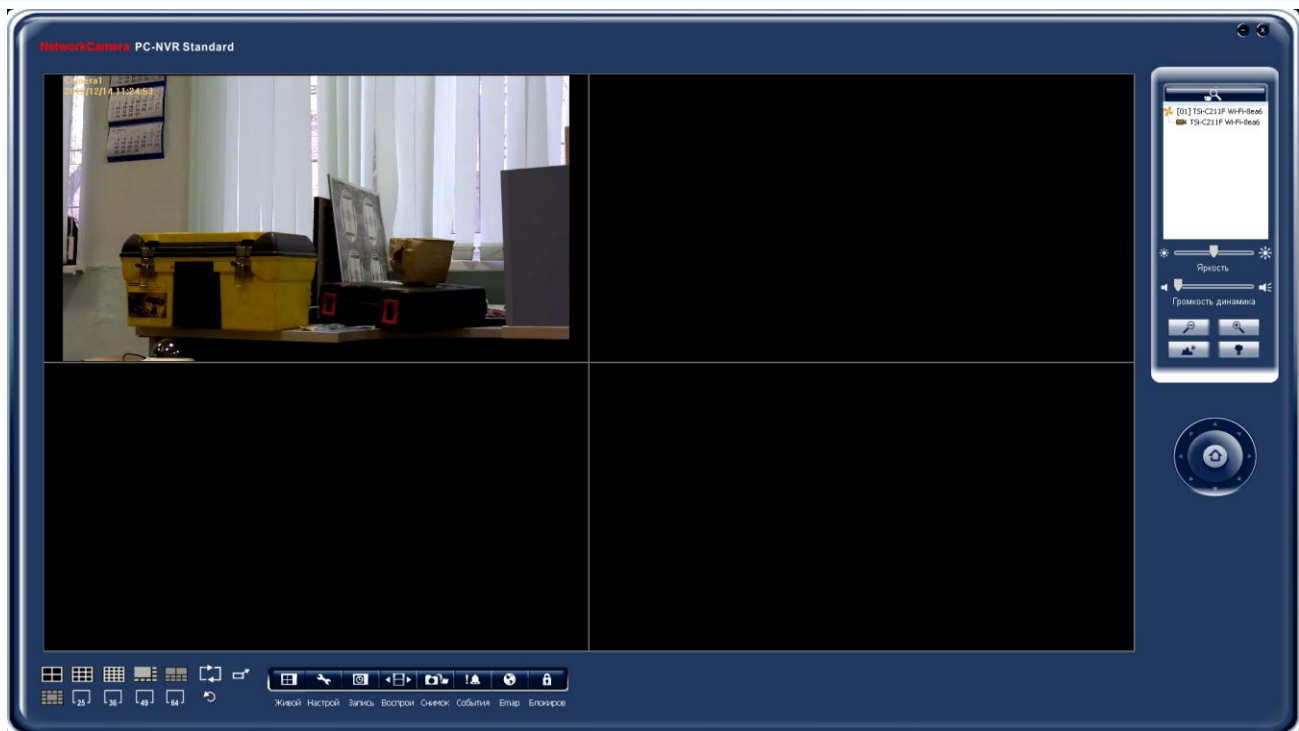 NetworkCamera PC-NVR Standard
Camera1
[01] TSi-C211F Wi-Fi-8ea6
TSi-C211F Wi-Fi-8ea6
Яркость
Громкость динамика
25 36 49 64
Живой Настрой Запись Воспрои Снимок События Emap Блокиров